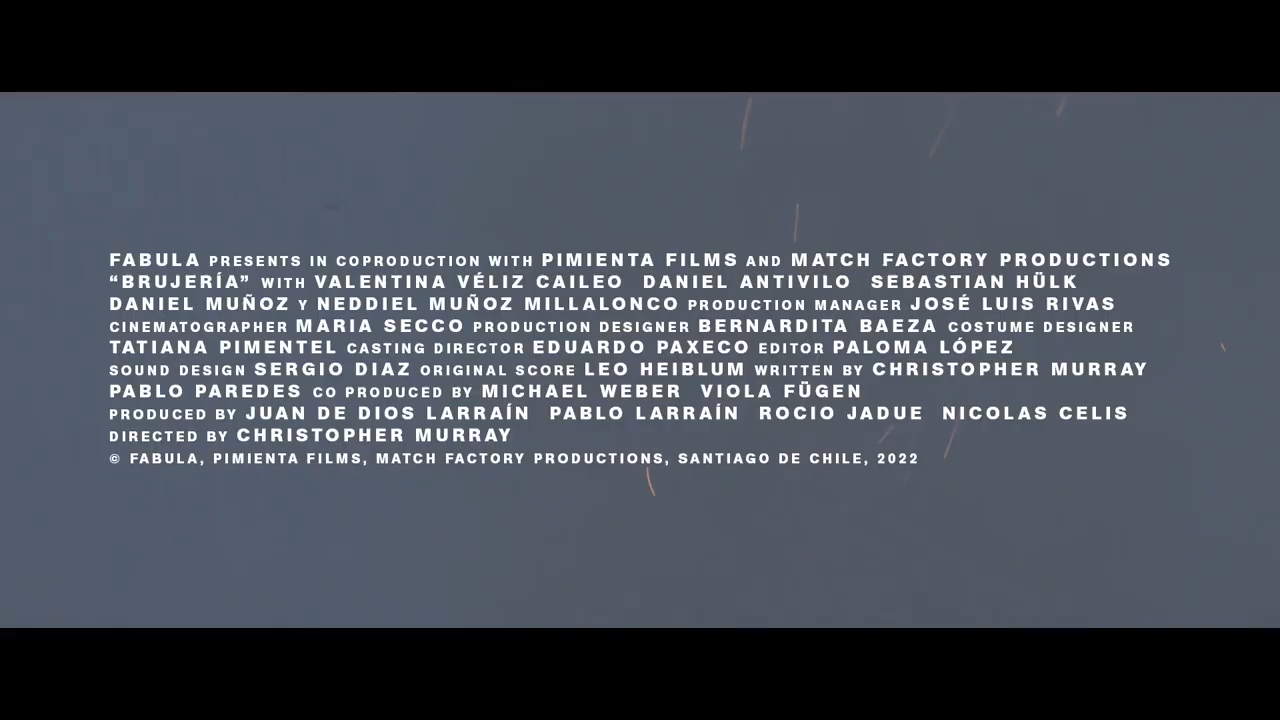 FABULA PRESENTS IN COPRODUCTION WITH PIMIENTA FILMS AND MATCH FACTORY PRODUCTIONS
“BRUJERÍA” WITH VALENTINA VÉLIZ CAILEO DANIEL ANTIVILO SEBASTIAN HÜLK
DANIEL MUÑOZ Y NEDDIEL MUÑOZ MILLALONCO PRODUCTION MANAGER JOSÉ LUIS RIVAS
CINEMATOGRAPHER MARIA SECCO PRODUCTION DESIGNER BERNARDITA BAEZA COSTUME DESIGNER
TATIANA PIMENTEL CASTING DIRECTOR EDUARDO PAXECO EDITOR PALOMA LÓPEZ
SOUND DESIGN SERGIO DIAZ ORIGINAL SCORE LEO HEIBLUM WRITTEN BY CHRISTOPHER MURRAY
PABLO PAREDES CO PRODUCED BY MICHAEL WEBER VIOLA FÜGEN
PRODUCED BY JUAN DE DIOS LARRAÍN PABLO LARRAÍN ROCIO JADUE NICOLAS CELIS
DIRECTED BY CHRISTOPHER MURRAY
© FABULA, PIMIENTA FILMS, MATCH FACTORY PRODUCTIONS, SANTIAGO DE CHILE, 2022